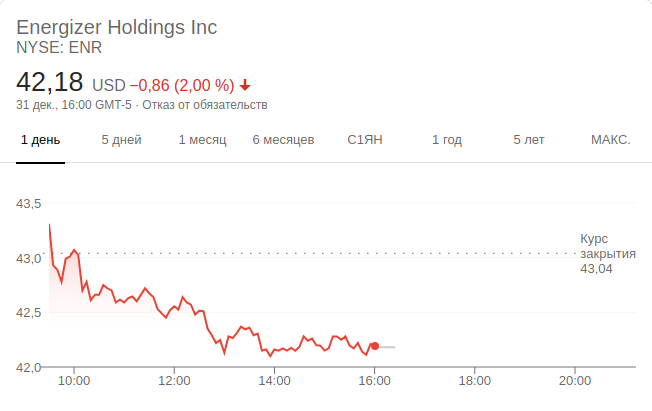 Energizer Holdings Inc
NYSE: ENR
42,18 USD −0,86 (2,00 %)
31 дек., 16:00 GMT-5 · Отказ от обязательств
1 день 5 дней 1 месяц 6 месяцев С1ЯН 1 год 5 лет МАКС.
43,5
Курс
закрытия
43,04
43,0
42,5
42,0
10:00 12:00 14:00 16:00 18:00 20:00